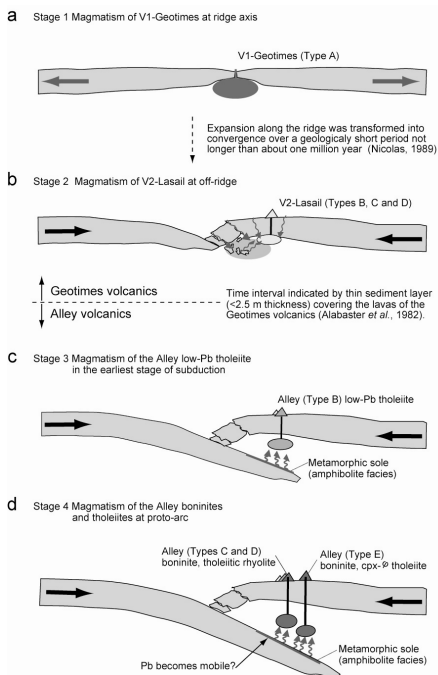 a
Stage 1 Magmatism of V1-Geotimes at ridge axis
V1-Geotimes (Type A)
Expansion along the ridge was transformed into
convergence over a geologicaly short period not
longer than about one million year (Nicolas, 1989)
b
Stage 2 Magmatism of V2-Lasail at off-ridge
V2-Lasail (Types B, C and D)
Geotimes volcanics
Alley volcanics
Time interval indicated by thin sediment layer
(<2.5 m thickness) covering the lavas of the
Geotimes volcanics (Alabaster et al., 1982).
c
Stage 3 Magmatism of the Alley low-Pb tholeiite
in the earliest stage of subduction
Alley (Type B) low-Pb tholeiite
Metamorphic sole
(amphibolite facies)
d
Stage 4 Magmatism of the Alley boninites
and tholeiites at proto-arc
Alley (Types C and D)
boninite, tholeiitic rhyolite
Alley (Type E)
boninite, cpx-φ tholeiite
Metamorphic sole
(amphibolite facies)
Pb becomes mobile?